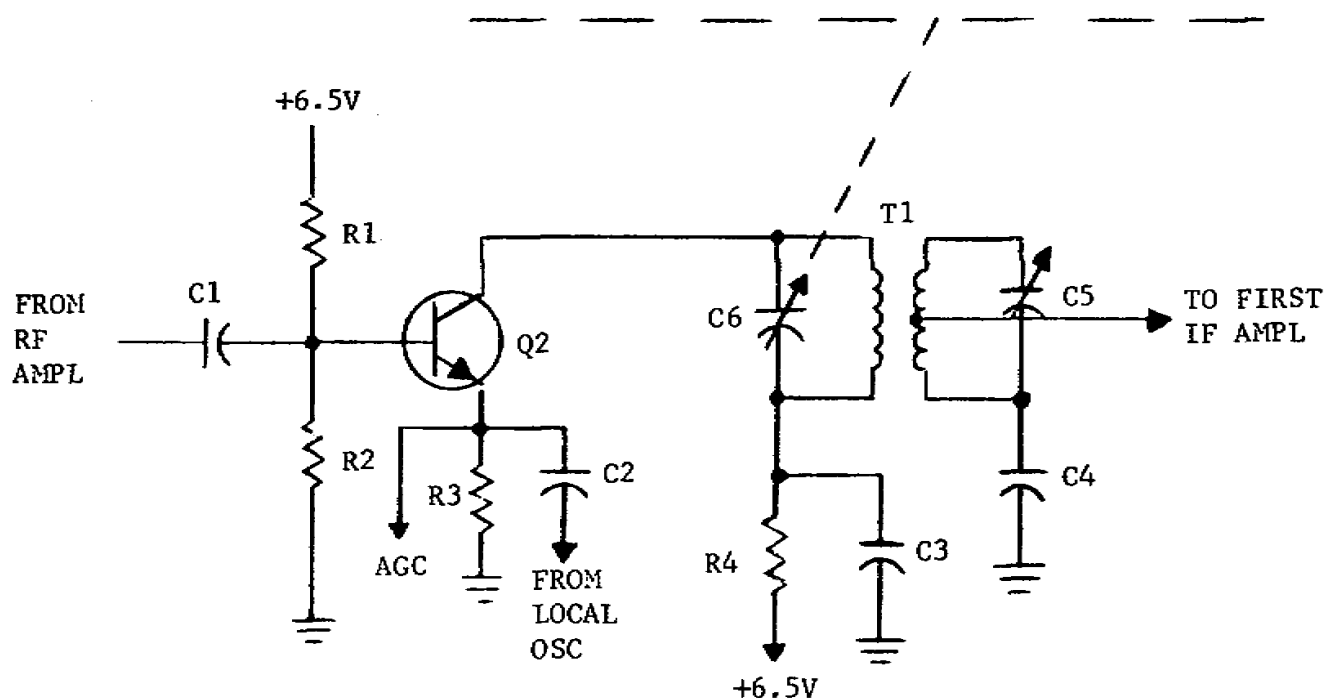 +6.5V
R1
C1
FROM
RF
AMPL
Q2
R2
R3
C2
AGC
FROM
LOCAL
OSC
T1
C6
C5
TO FIRST
IF AMPL
C4
R4
C3
+6.5V